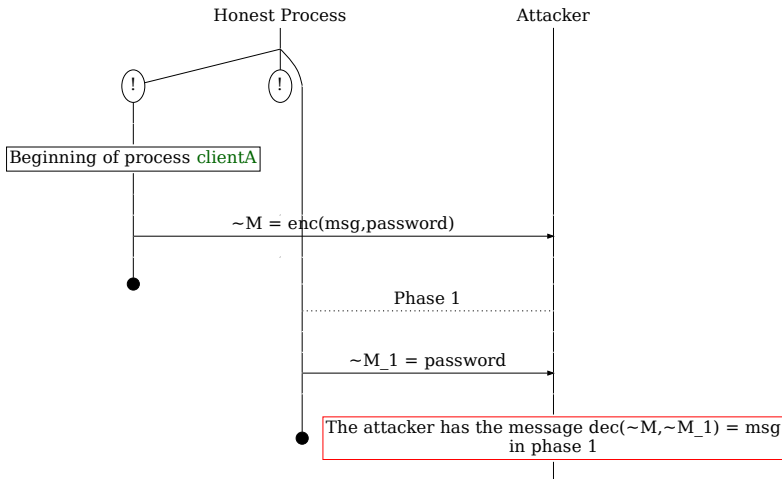 Honest Process
Attacker
!
!
Beginning of process clientA
~M = enc(msg,password)
Phase 1
~M_1 = password
The attacker has the message dec(~M,~M_1) = msg
in phase 1